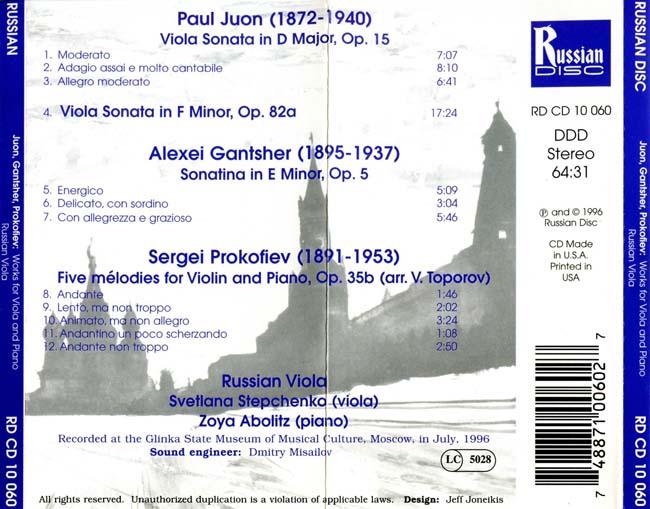 RUSSIAN
Juon, Gantsher, Prokofiev: Works for Viola and Piano
Russian Viola
RD CD 10 060
Paul Juon (1872-1940)
Viola Sonata in D Major, Op. 15
1. Moderato 7:07
2. Adagio assai e molto cantabile 8:10
3. Allegro moderato 6:41
4. Viola Sonata in F Minor, Op. 82a 17:24
Alexei Gantsher (1895-1937)
Sonatina in E Minor, Op. 5
5. Energico 5:09
6. Delicato, con sordino 3:04
7. Con allegrezza e grazioso 5:46
Sergei Prokofiev (1891-1953)
Five mélodies for Violin and Piano, Op. 35b (arr. V. Toporov)
8. Andante 1:46
9. Lento, ma non troppo 2:02
10. Animato, ma non allegro 3:24
11. Andantino un poco scherzando 1:08
12. Andante non troppo 2:50
Russian Viola
Svetlana Stepchenko (viola)
Zoya Abolitz (piano)
Recorded at the Glinka State Museum of Musical Culture, Moscow, in July, 1996
Sound engineer: Dmitry Misailov
LC 5028
All rights reserved. Unauthorized duplication is a violation of applicable laws. Design: Jeff Joneikis
Russian
DISC
RD CD 10 060
DDD
Stereo
64:31
℗ and © 1996
Russian Disc
CD Made in U.S.A.
Printed in
USA
7 48871 00602 7
RUSSIAN DISC
Juon, Gantsher, Prokofiev: Works for Viola and Piano
Russian Viola
RD CD 10 060